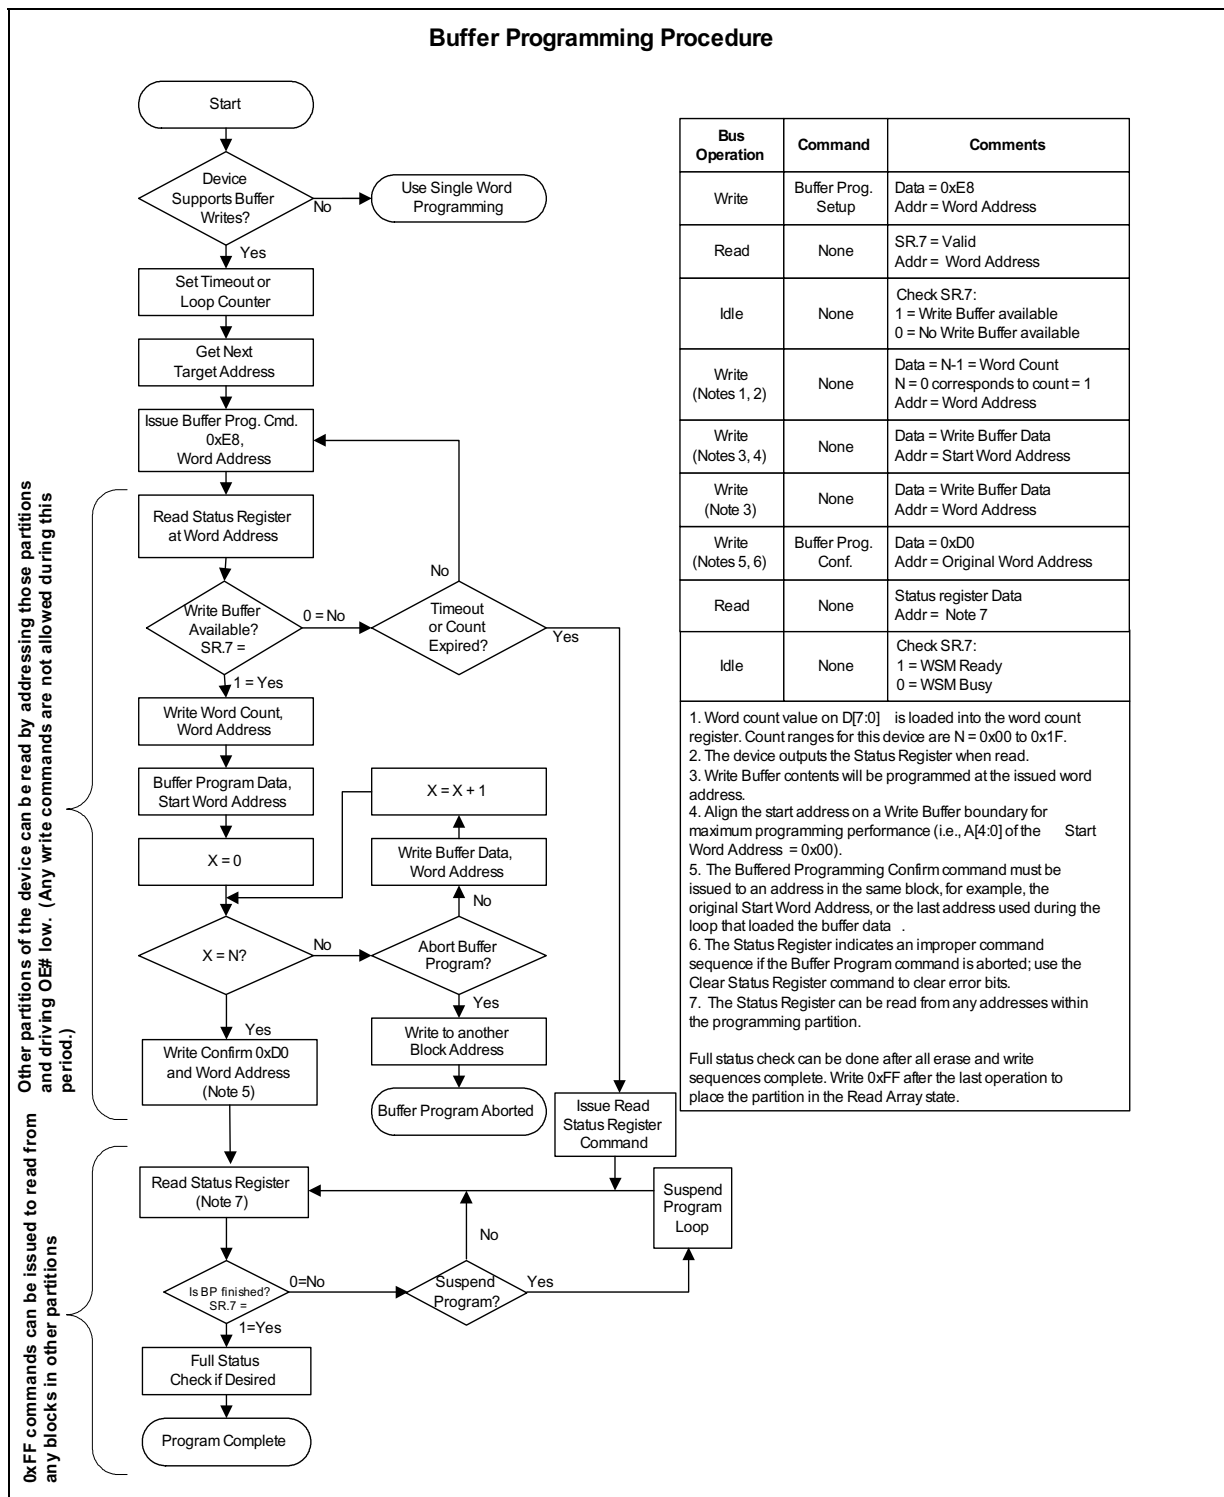 Buffer Programming Procedure
Start
Device
Supports Buffer
Writes?
No
Use Single Word
Programming
Yes
Set Timeout or
Loop Counter
Get Next
Target Address
Issue Buffer Prog. Cmd.
0xE8,
Word Address
Read Status Register
at Word Address
No
Write Buffer
Available?
SR.7 =
0 = No
Timeout
or Count
Expired?
Yes
1 = Yes
Write Word Count,
Word Address
Buffer Program Data,
Start Word Address
X = X + 1
X = 0
Write Buffer Data,
Word Address
No
X = N?
No
Abort Buffer
Program?
Yes
Yes
Write Confirm 0xD0
and Word Address
(Note 5)
Write to another
Block Address
Buffer Program Aborted
Issue Read
Status Register
Command
Read Status Register
(Note 7)
Suspend
Program
Loop
No
Is BP finished?
SR.7 =
0=No
Suspend
Program?
Yes
1=Yes
Full Status
Check if Desired
Program Complete
Other partitions of the device can be read by addressing those partitions
and driving OE# low. (Any write commands are not allowed during this
period.)
0xFF commands can be issued to read from
any blocks in other partitions
Bus
Operation
Command
Comments
Write
Buffer Prog.
Setup
Data = 0xE8
Addr = Word Address
Read
None
SR.7 = Valid
Addr = Word Address
Idle
None
Check SR.7:
1 = Write Buffer available
0 = No Write Buffer available
Write
(Notes 1, 2)
None
Data = N-1 = Word Count
N = 0 corresponds to count = 1
Addr = Word Address
Write
(Notes 3, 4)
None
Data = Write Buffer Data
Addr = Start Word Address
Write
(Note 3)
None
Data = Write Buffer Data
Addr = Word Address
Write
(Notes 5, 6)
Buffer Prog.
Conf.
Data = 0xD0
Addr = Original Word Address
Read
None
Status register Data
Addr = Note 7
Idle
None
Check SR.7:
1 = WSM Ready
0 = WSM Busy
1. Word count value on D[7:0] is loaded into the word count
register. Count ranges for this device are N = 0x00 to 0x1F.
2. The device outputs the Status Register when read.
3. Write Buffer contents will be programmed at the issued word
address.
4. Align the start address on a Write Buffer boundary for
maximum programming performance (i.e., A[4:0] of the Start
Word Address = 0x00).
5. The Buffered Programming Confirm command must be
issued to an address in the same block, for example, the
original Start Word Address, or the last address used during the
loop that loaded the buffer data .
6. The Status Register indicates an improper command
sequence if the Buffer Program command is aborted; use the
Clear Status Register command to clear error bits.
7. The Status Register can be read from any addresses within
the programming partition.
Full status check can be done after all erase and write
sequences complete. Write 0xFF after the last operation to
place the partition in the Read Array state.